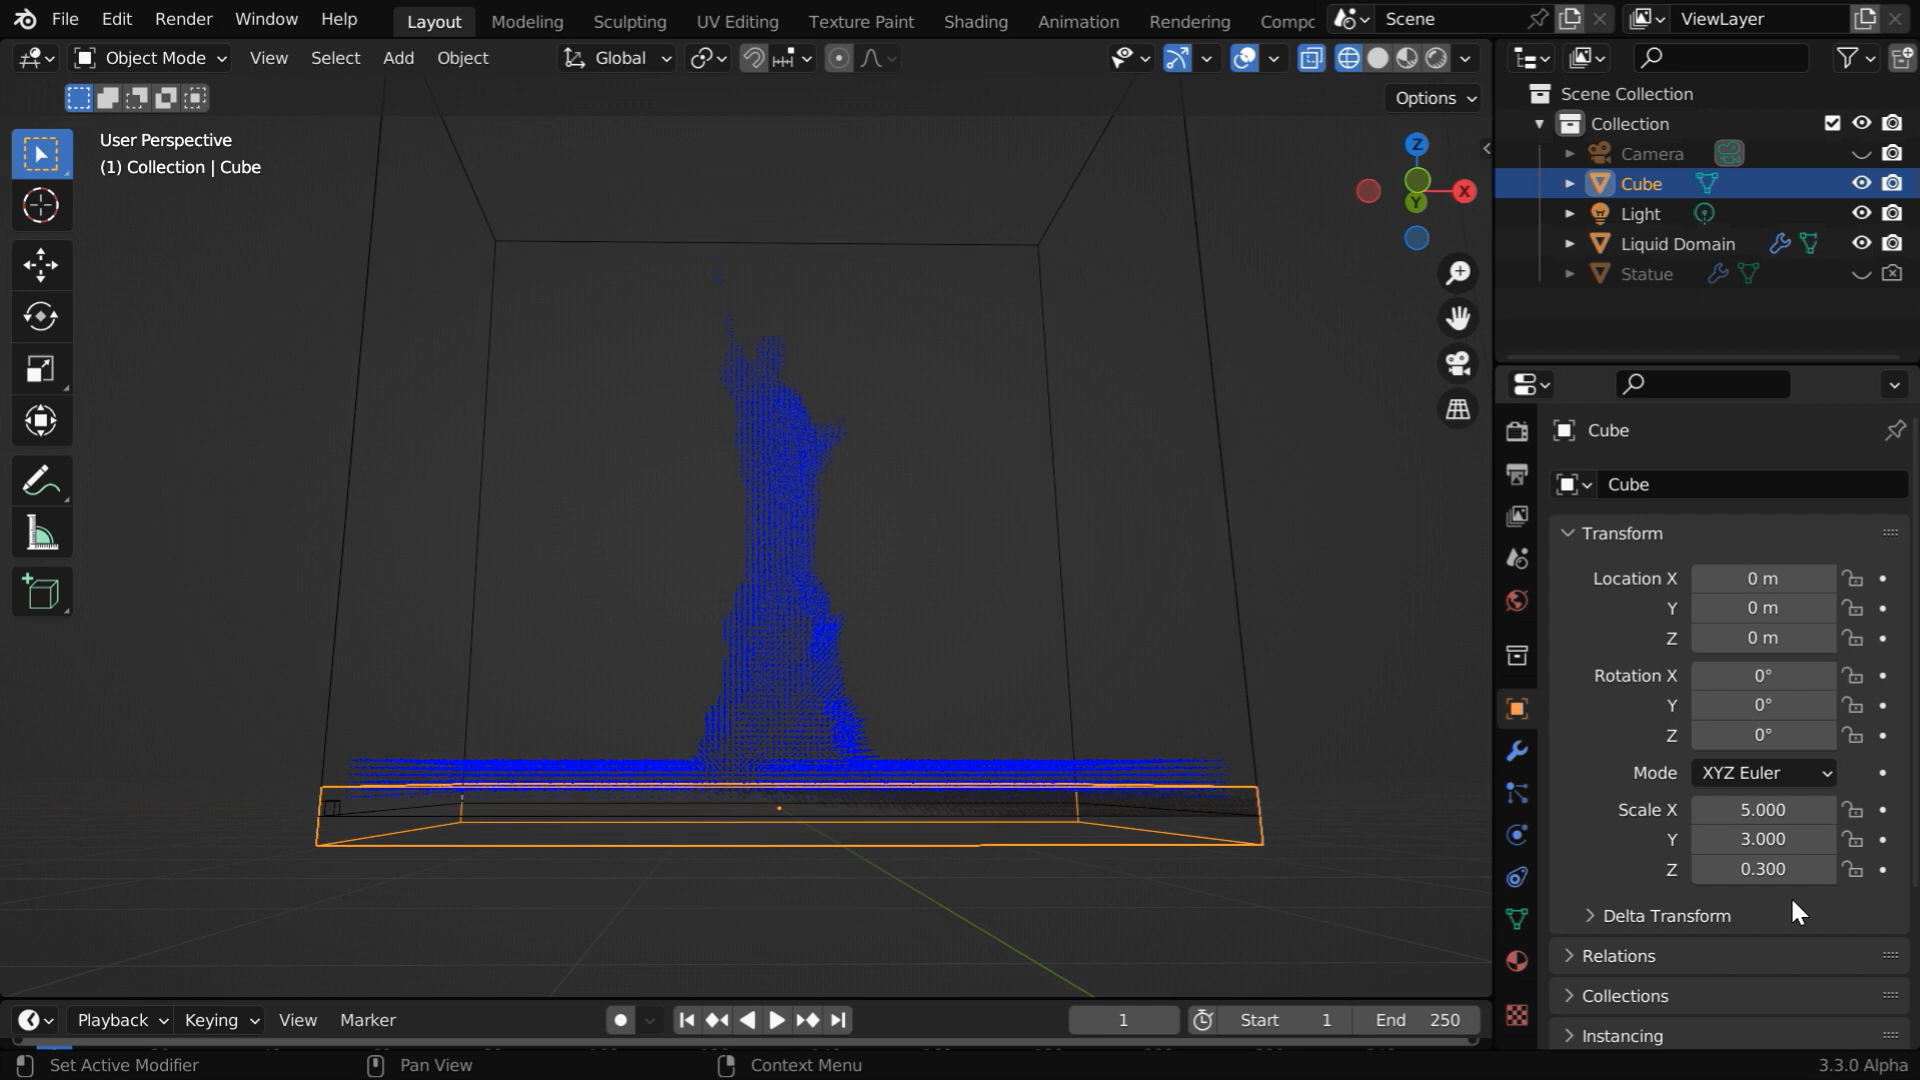 File Edit Render Window Help Layout Modeling Sculpting UV Editing Texture Paint Shading Animation Rendering Compc Scene ViewLayer
Object Mode View Select Add Object Global
Options
User Perspective
(1) Collection | Cube
Z
X
Y
Scene Collection
Collection
Camera
Cube
Light
Liquid Domain
Statue
Cube
Cube
Transform
Location X 0 m
Y 0 m
Z 0 m
Rotation X 0°
Y 0°
Z 0°
Mode XYZ Euler
Scale X 5.000
Y 3.000
Z 0.300
Delta Transform
Relations
Collections
Instancing
Playback Keying View Marker 1 Start 1 End 250
Set Active Modifier Pan View Context Menu 3.3.0 Alpha